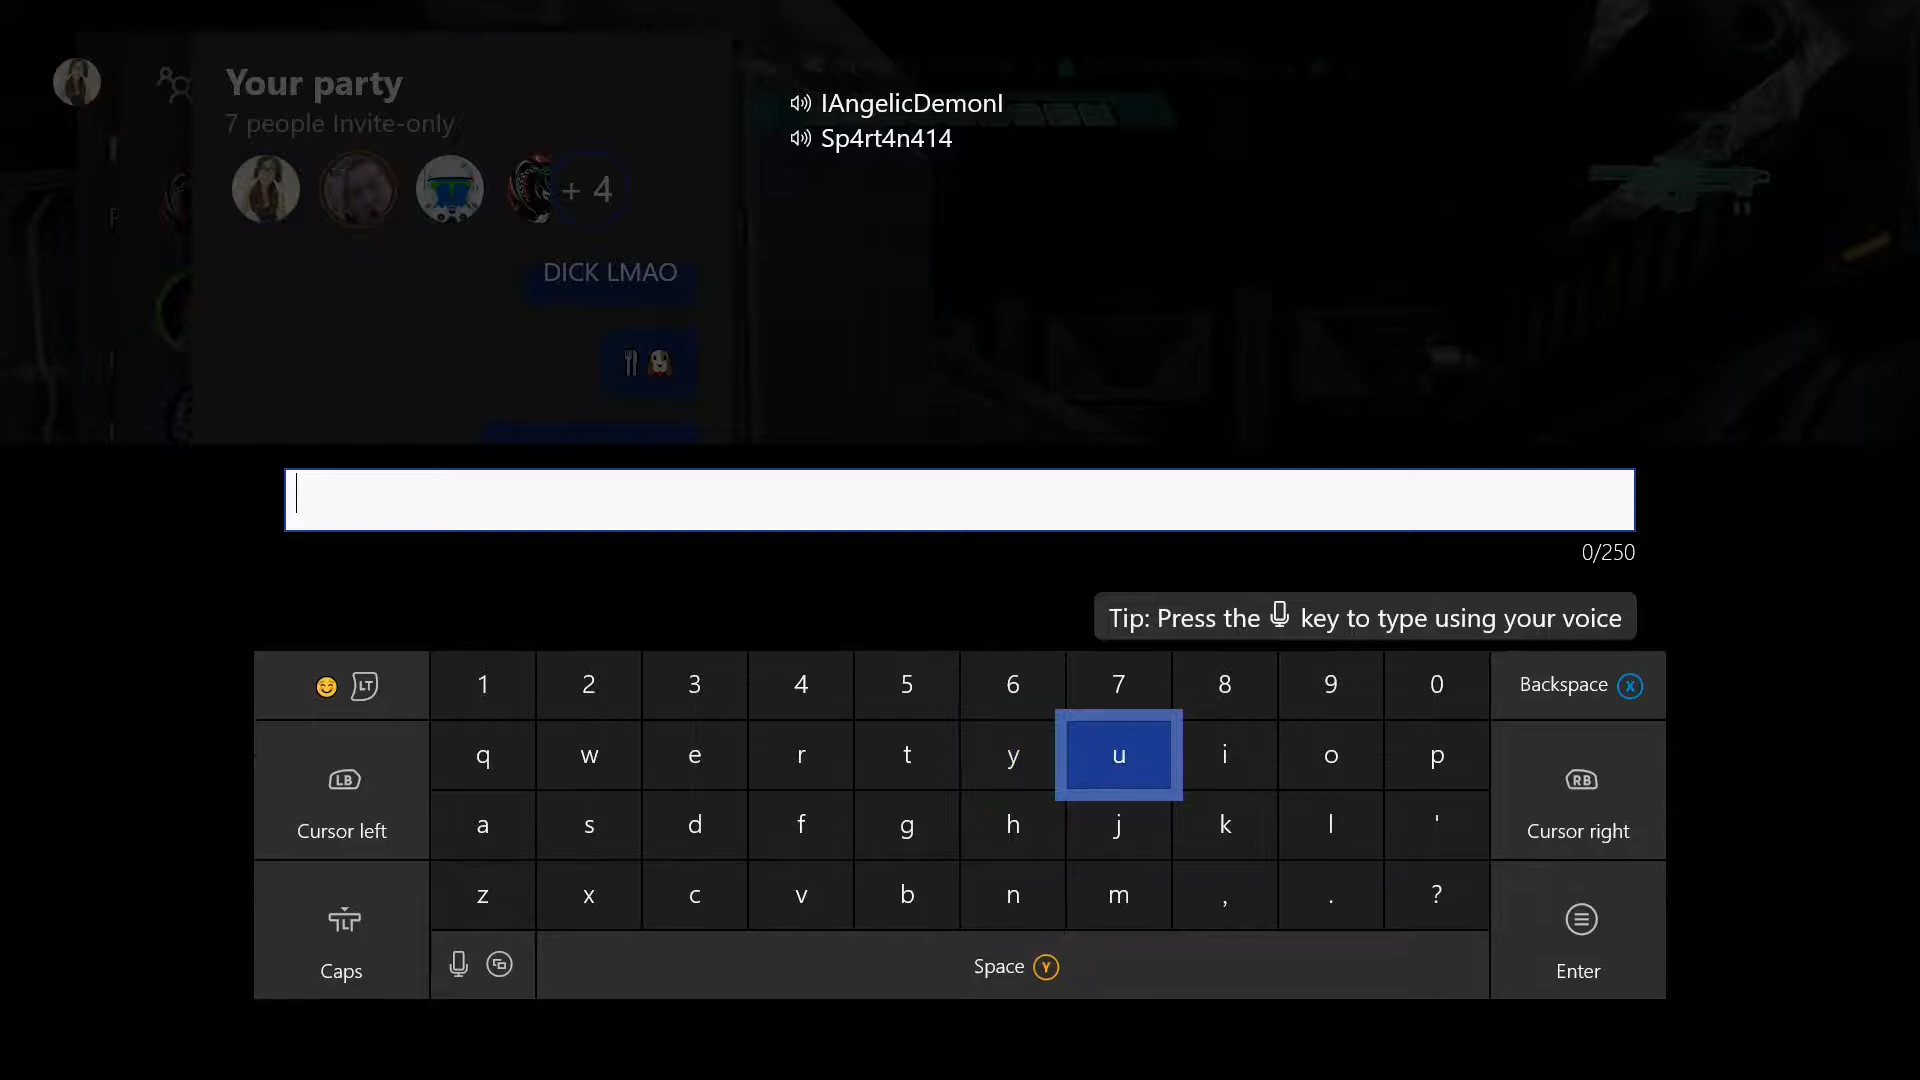 Your party
7 people Invite-only
+ 4
IAngelicDemonI
Sp4rt4n414
DICK LMAO
0/250
Tip: Press the key to type using your voice
LT 1 2 3 4 5 6 7 8 9 0 Backspace X
q w e r t y u i o p
LB Cursor left
RB Cursor right
a s d f g h j k l '
z x c v b n m , . ?
Caps
Enter
Space Y